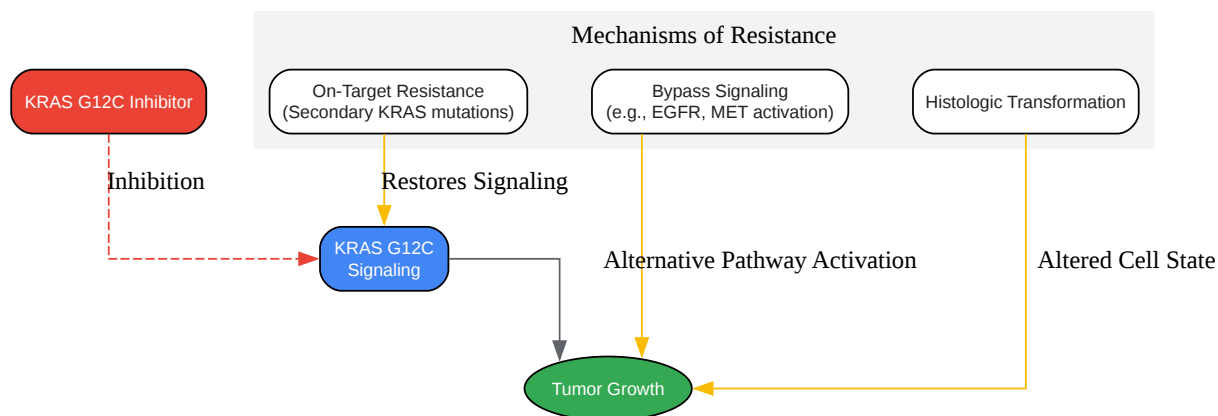 Mechanisms of Resistance
KRAS G12C Inhibitor
On-Target Resistance
(Secondary KRAS mutations)
Bypass Signaling
(e.g., EGFR, MET activation)
Histologic Transformation
Inhibition
Restores Signaling
KRAS G12C
Signaling
Alternative Pathway Activation
Altered Cell State
Tumor Growth